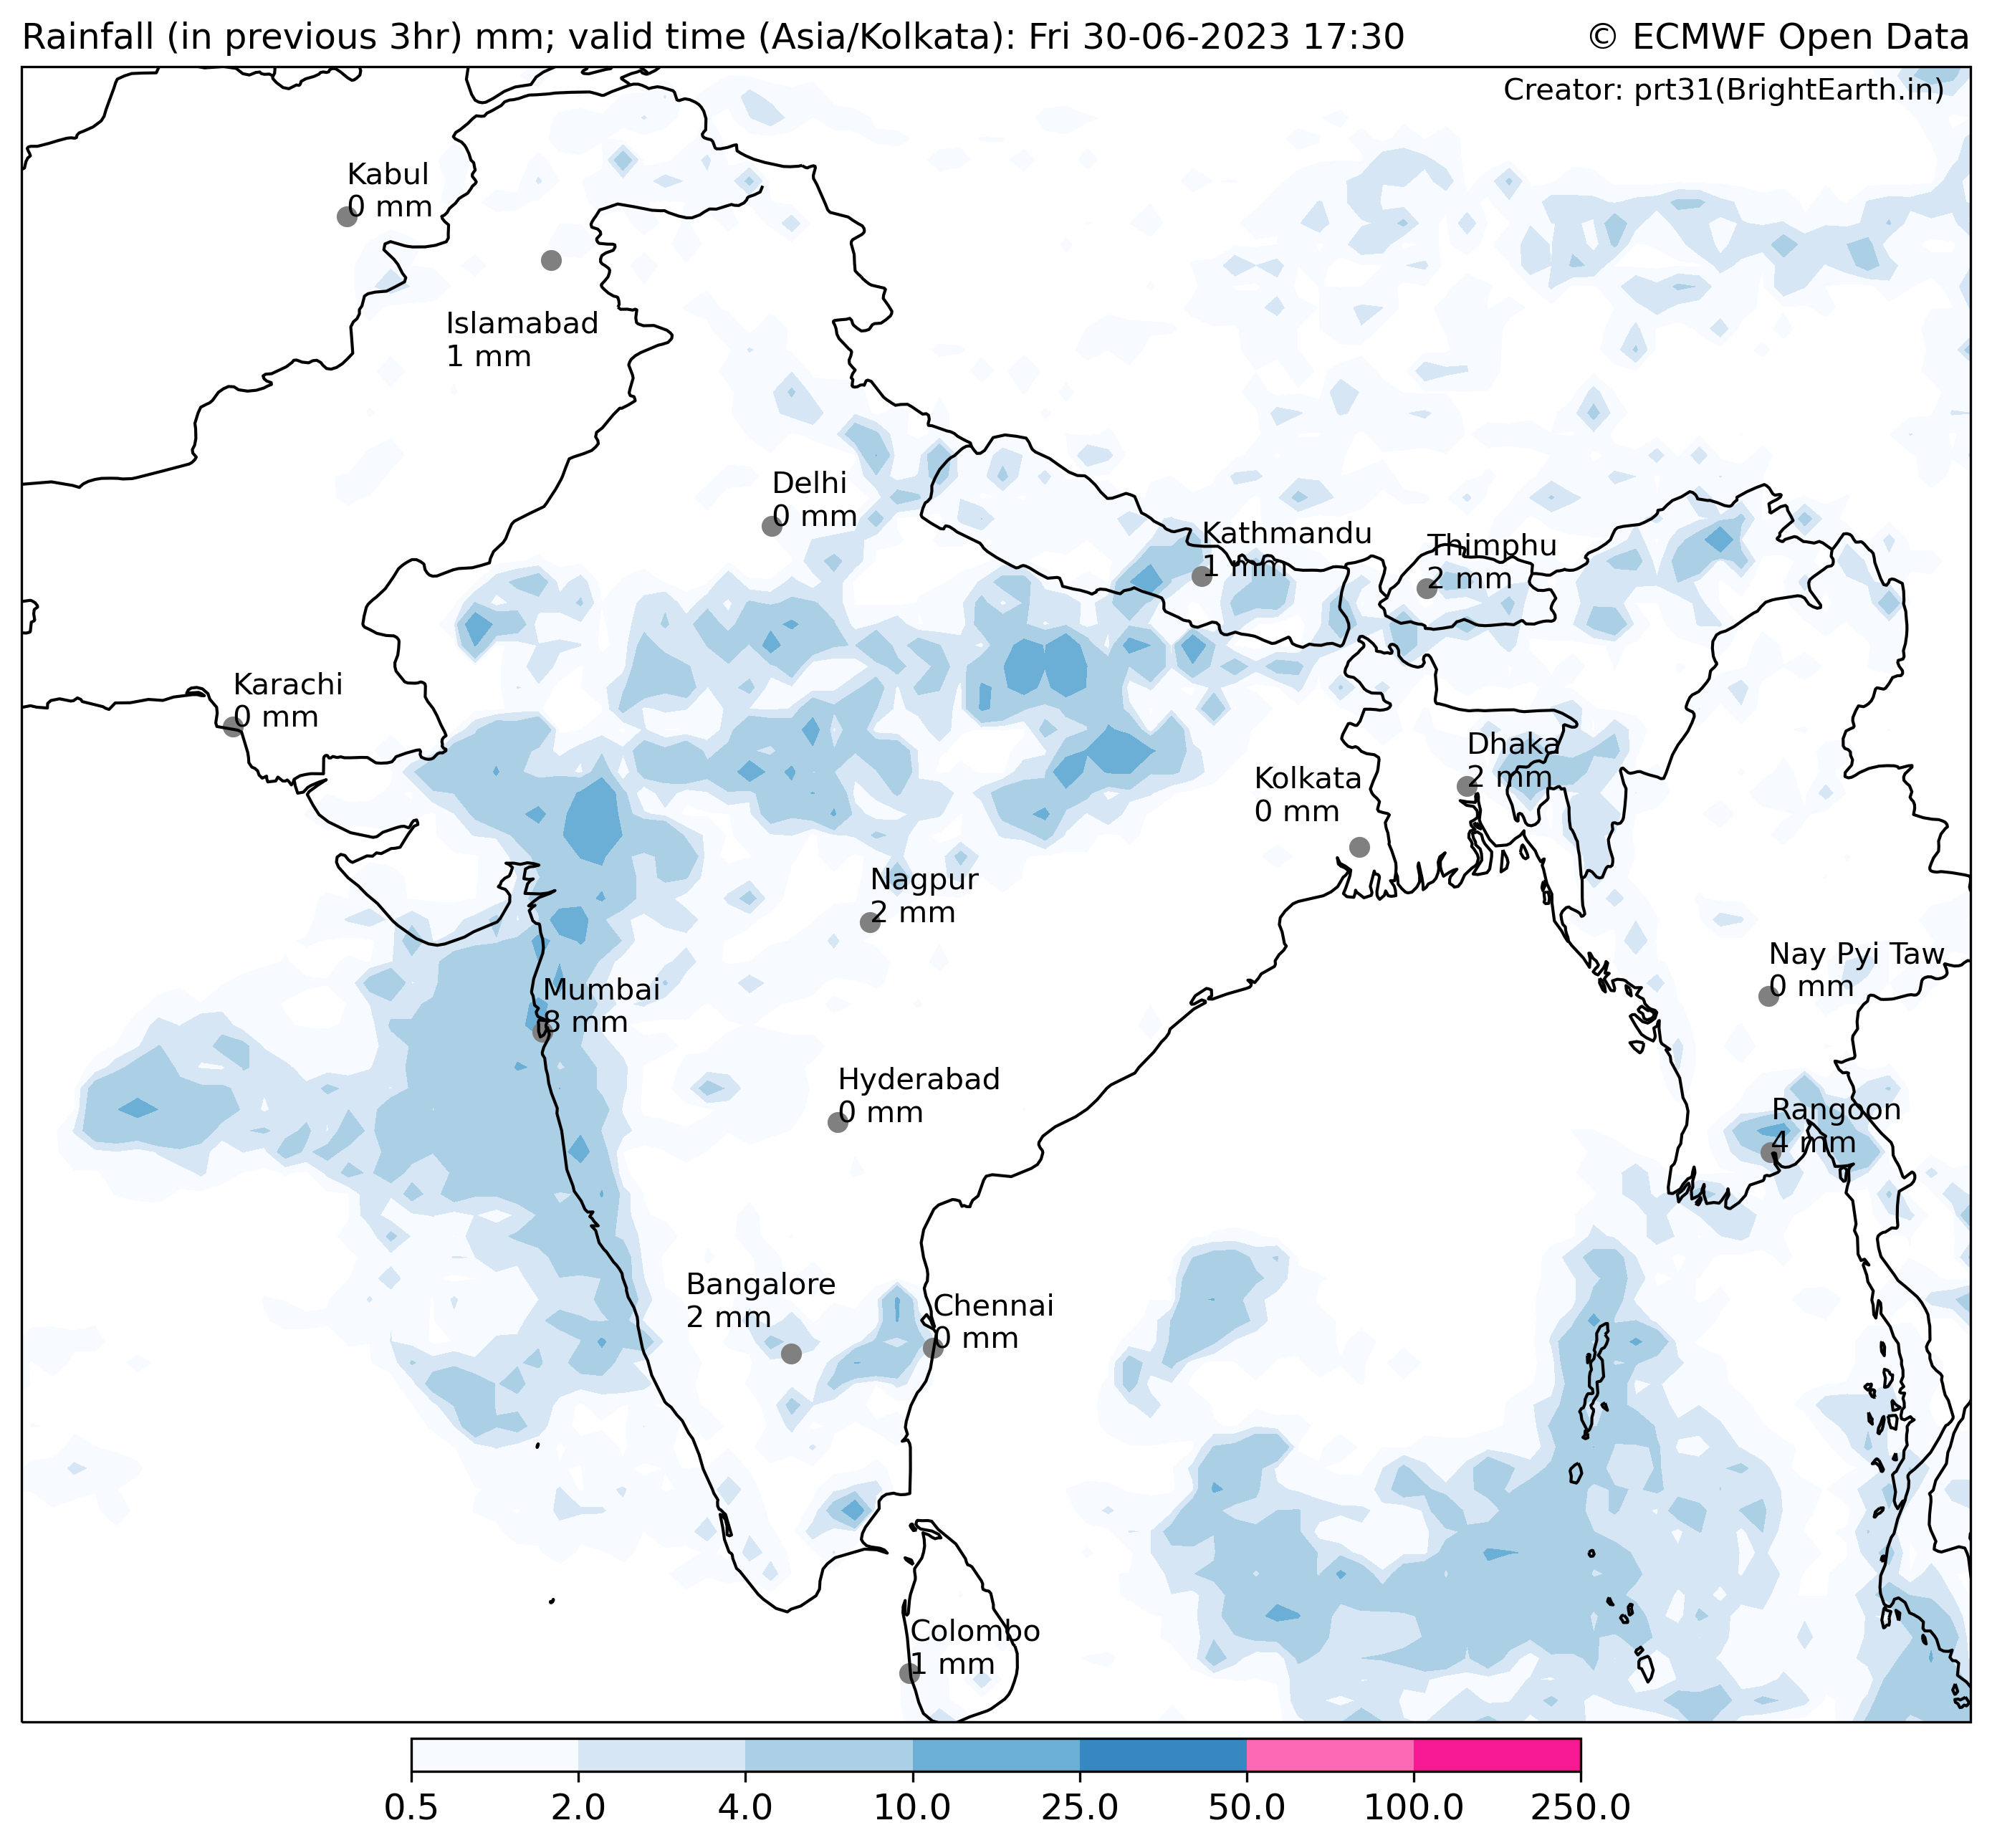 Rainfall (in previous 3hr) mm; valid time (Asia/Kolkata): Fri 30-06-2023 17:30
© ECMWF Open Data
Creator: prt31(BrightEarth.in)
Kabul
0 mm
Islamabad
1 mm
Delhi
0 mm
Kathmandu
1 mm
Thimphu
2 mm
Karachi
0 mm
Dhaka
2 mm
Kolkata
0 mm
Nagpur
2 mm
Nay Pyi Taw
0 mm
Mumbai
8 mm
Hyderabad
0 mm
Rangoon
4 mm
Bangalore
2 mm
Chennai
0 mm
Colombo
1 mm
0.5 2.0 4.0 10.0 25.0 50.0 100.0 250.0